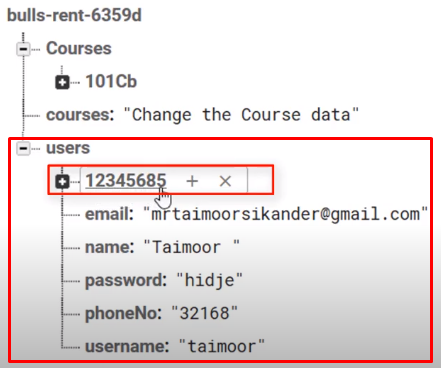 bulls-rent-6359d
Courses
101Cb
courses: "Change the Course data"
users
12345685 + ×
email: "mrtaimoorsikander@gmail.com"
name: "Taimoor "
password: "hidje"
phoneNo: "32168"
username: "taimoor"